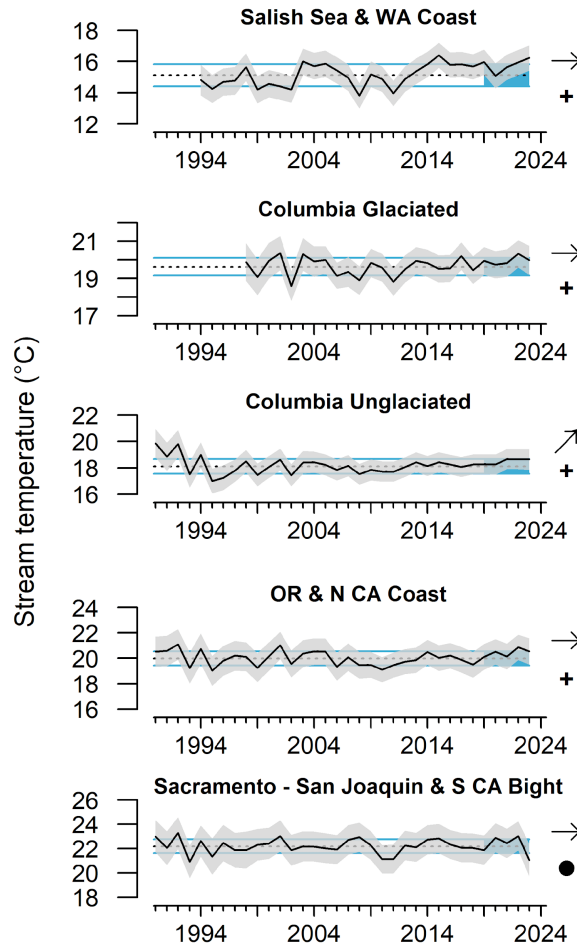 Salish Sea & WA Coast
18
16
14
12
1994 2004 2014 2024
+
Columbia Glaciated
21
19
17
1994 2004 2014 2024
+
Columbia Unglaciated
22
20
18
16
1994 2004 2014 2024
+
OR & N CA Coast
24
22
20
18
16
1994 2004 2014 2024
+
Sacramento - San Joaquin & S CA Bight
26
24
22
20
18
1994 2004 2014 2024
Stream temperature (°C)